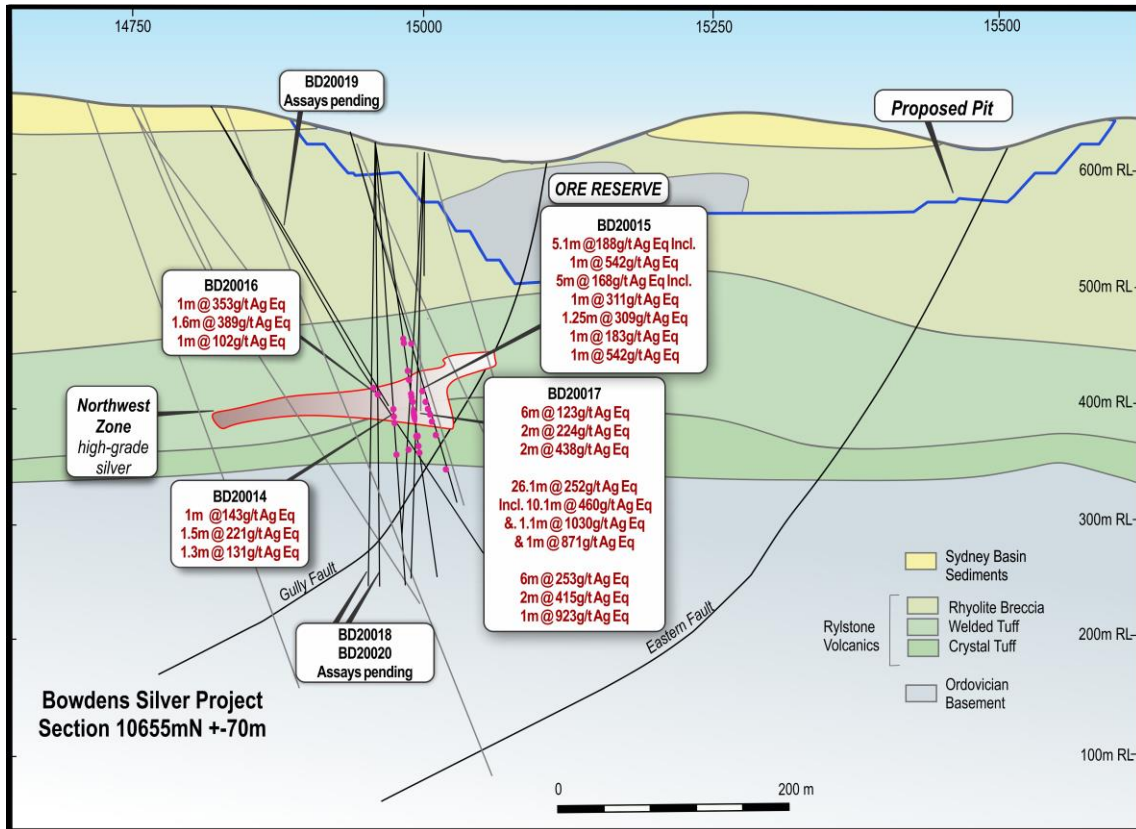 14750
15000
15250
15500
BD20019
Assays pending
Proposed Pit
600m RL
ORE RESERVE
BD20015
5.1m @188g/t Ag Eq Incl.
1m @ 542g/t Ag Eq
5m @ 168g/t Ag Eq Incl.
1m @ 311g/t Ag Eq
1.25m @ 309g/t Ag Eq
1m @ 183g/t Ag Eq
1m @ 542g/t Ag Eq
BD20016
1m @ 353g/t Ag Eq
1.6m @ 389g/t Ag Eq
1m @ 102g/t Ag Eq
500m RL
Northwest
Zone
high-grade
silver
400m RL
BD20017
6m @ 123g/t Ag Eq
2m @ 224g/t Ag Eq
2m @ 438g/t Ag Eq
26.1m @ 252g/t Ag Eq
Incl. 10.1m @ 460g/t Ag Eq
&. 1.1m @ 1030g/t Ag Eq
& 1m @ 871g/t Ag Eq
6m @ 253g/t Ag Eq
2m @ 415g/t Ag Eq
1m @ 923g/t Ag Eq
BD20014
1m @143g/t Ag Eq
1.5m @ 221g/t Ag Eq
1.3m @ 131g/t Ag Eq
300m RL
Gully Fault
Eastern Fault
BD20018
BD20020
Assays pending
Sydney Basin
Sediments
Rylstone
Volcanics
Rhyolite Breccia
Welded Tuff
Crystal Tuff
200m RL
Ordovician
Basement
Bowdens Silver Project
Section 10655mN +-70m
100m RL
0
200 m